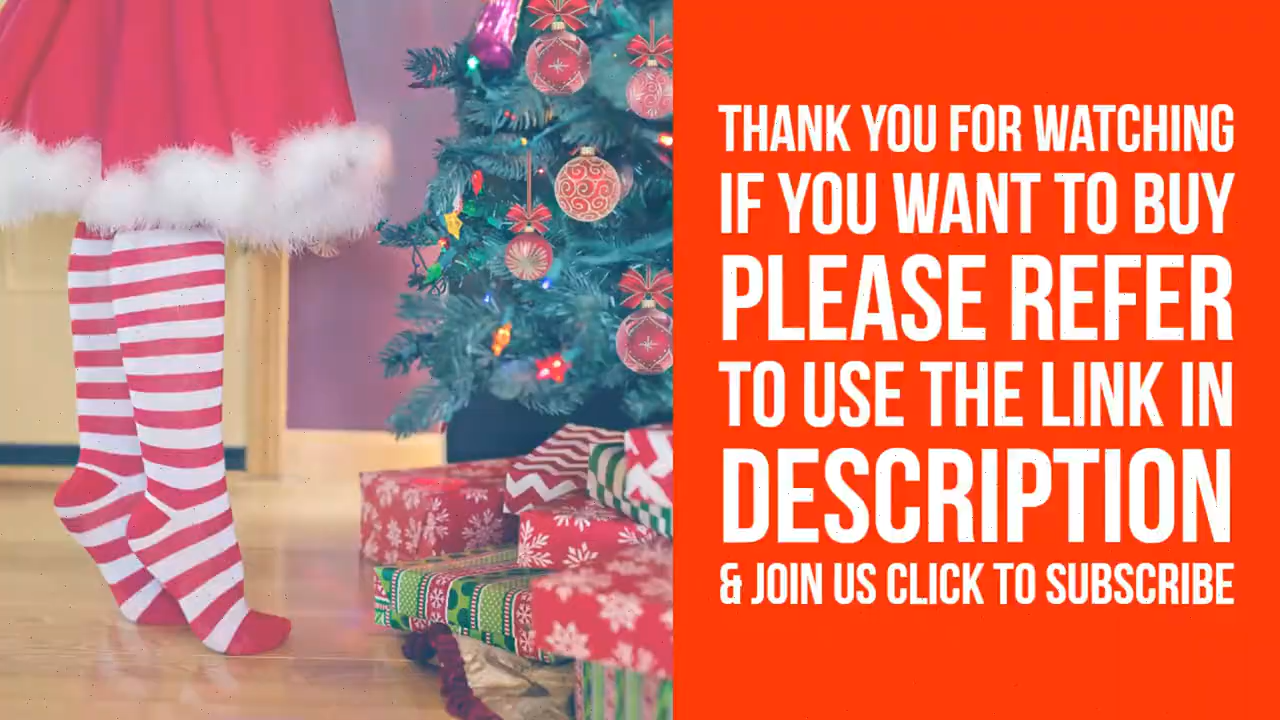 THANK YOU FOR WATCHING
IF YOU WANT TO BUY
PLEASE REFER
TO USE THE LINK IN
DESCRIPTION
& JOIN US CLICK TO SUBSCRIBE